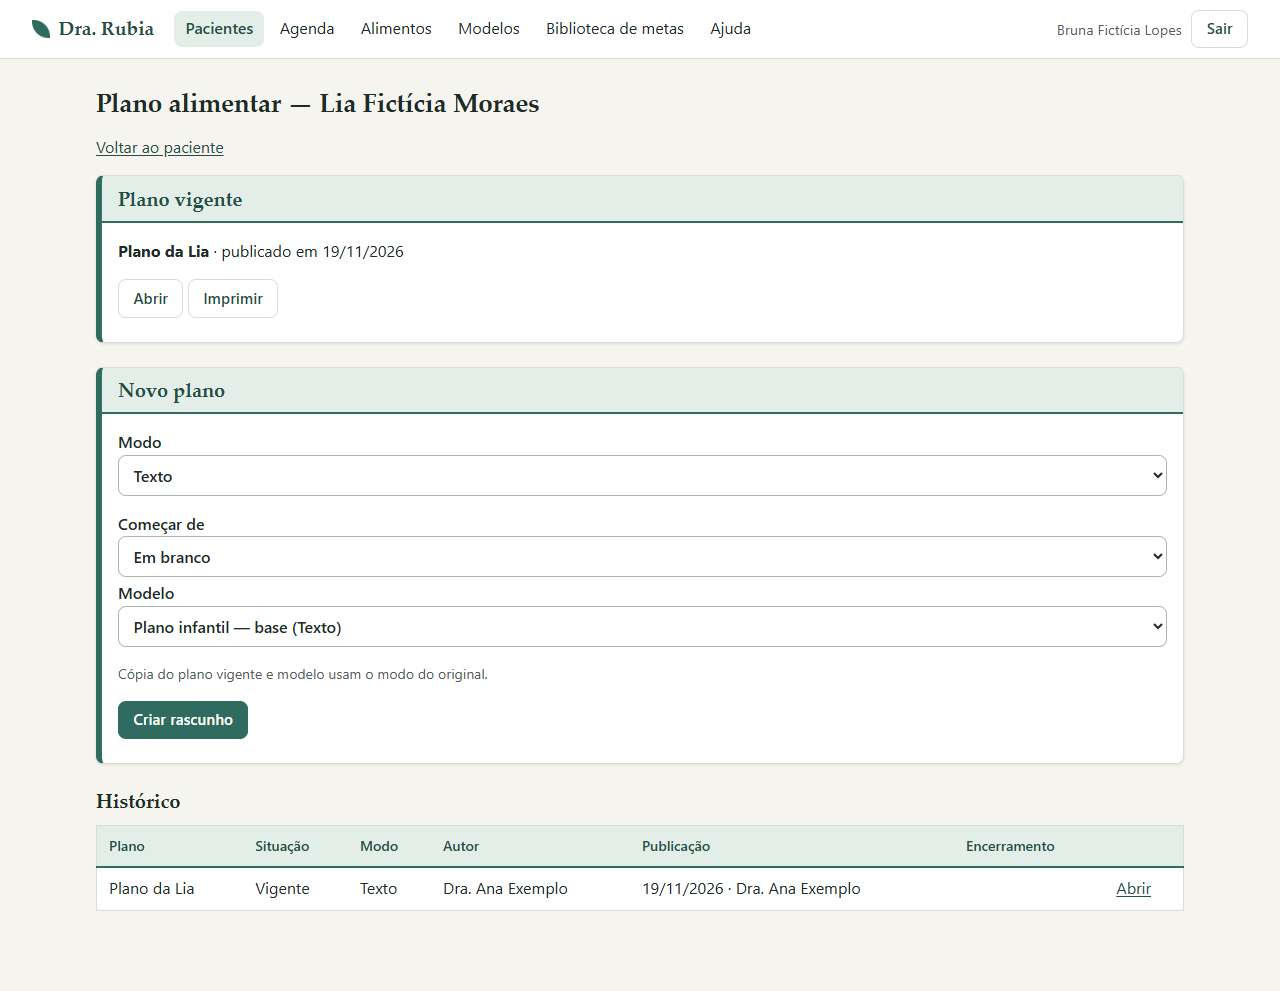 Dra. Rubia Pacientes Agenda Alimentos Modelos Biblioteca de metas Ajuda Bruna Fictícia Lopes Sair
Plano alimentar — Lia Fictícia Moraes
Voltar ao paciente
Plano vigente
Plano da Lia · publicado em 19/11/2026
Abrir Imprimir
Novo plano
Modo
Texto
Começar de
Em branco
Modelo
Plano infantil — base (Texto)
Cópia do plano vigente e modelo usam o modo do original.
Criar rascunho
Histórico
Plano Situação Modo Autor Publicação Encerramento
Plano da Lia Vigente Texto Dra. Ana Exemplo 19/11/2026 · Dra. Ana Exemplo Abrir